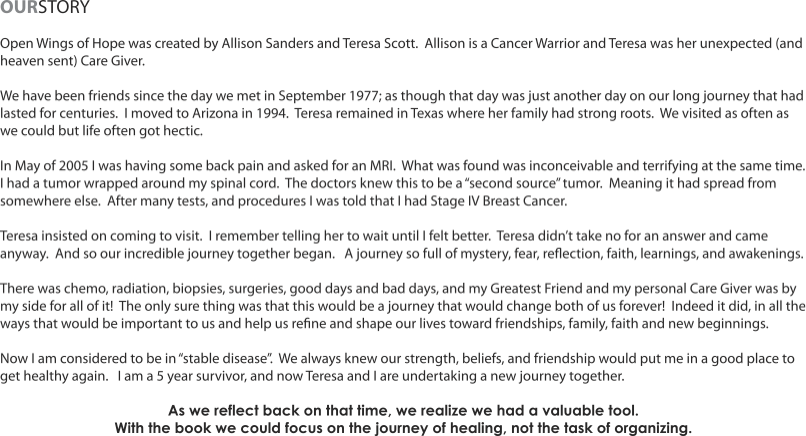 OURSTORY
Open Wings of Hope was created by Allison Sanders and Teresa Scott.  Allison is a Cancer Warrior and Teresa was her unexpected (and
heaven sent) Care Giver.
We have been friends since the day we met in September 1977; as though that day was just another day on our long journey that had
lasted for centuries.  I moved to Arizona in 1994.  Teresa remained in Texas where her family had strong roots.  We visited as often as
we could but life often got hectic.
In May of 2005 I was having some back pain and asked for an MRI.  What was found was inconceivable and terrifying at the same time.
I had a tumor wrapped around my spinal cord.  The doctors knew this to be a “second source” tumor.  Meaning it had spread from
somewhere else.  After many tests, and procedures I was told that I had Stage IV Breast Cancer.
Teresa insisted on coming to visit.  I remember telling her to wait until I felt better.  Teresa didn’t take no for an answer and came
anyway.  And so our incredible journey together began.   A journey so full of mystery, fear, reflection, faith, learnings, and awakenings.
There was chemo, radiation, biopsies, surgeries, good days and bad days, and my Greatest Friend and my personal Care Giver was by
my side for all of it!  The only sure thing was that this would be a journey that would change both of us forever!  Indeed it did, in all the
ways that would be important to us and help us refine and shape our lives toward friendships, family, faith and new beginnings.
Now I am considered to be in “stable disease”.  We always knew our strength, beliefs, and friendship would put me in a good place to
get healthy again.   I am a 5 year survivor, and now Teresa and I are undertaking a new journey together.
As we reflect back on that time, we realize we had a valuable tool.
With the book we could focus on the journey of healing, not the task of organizing.